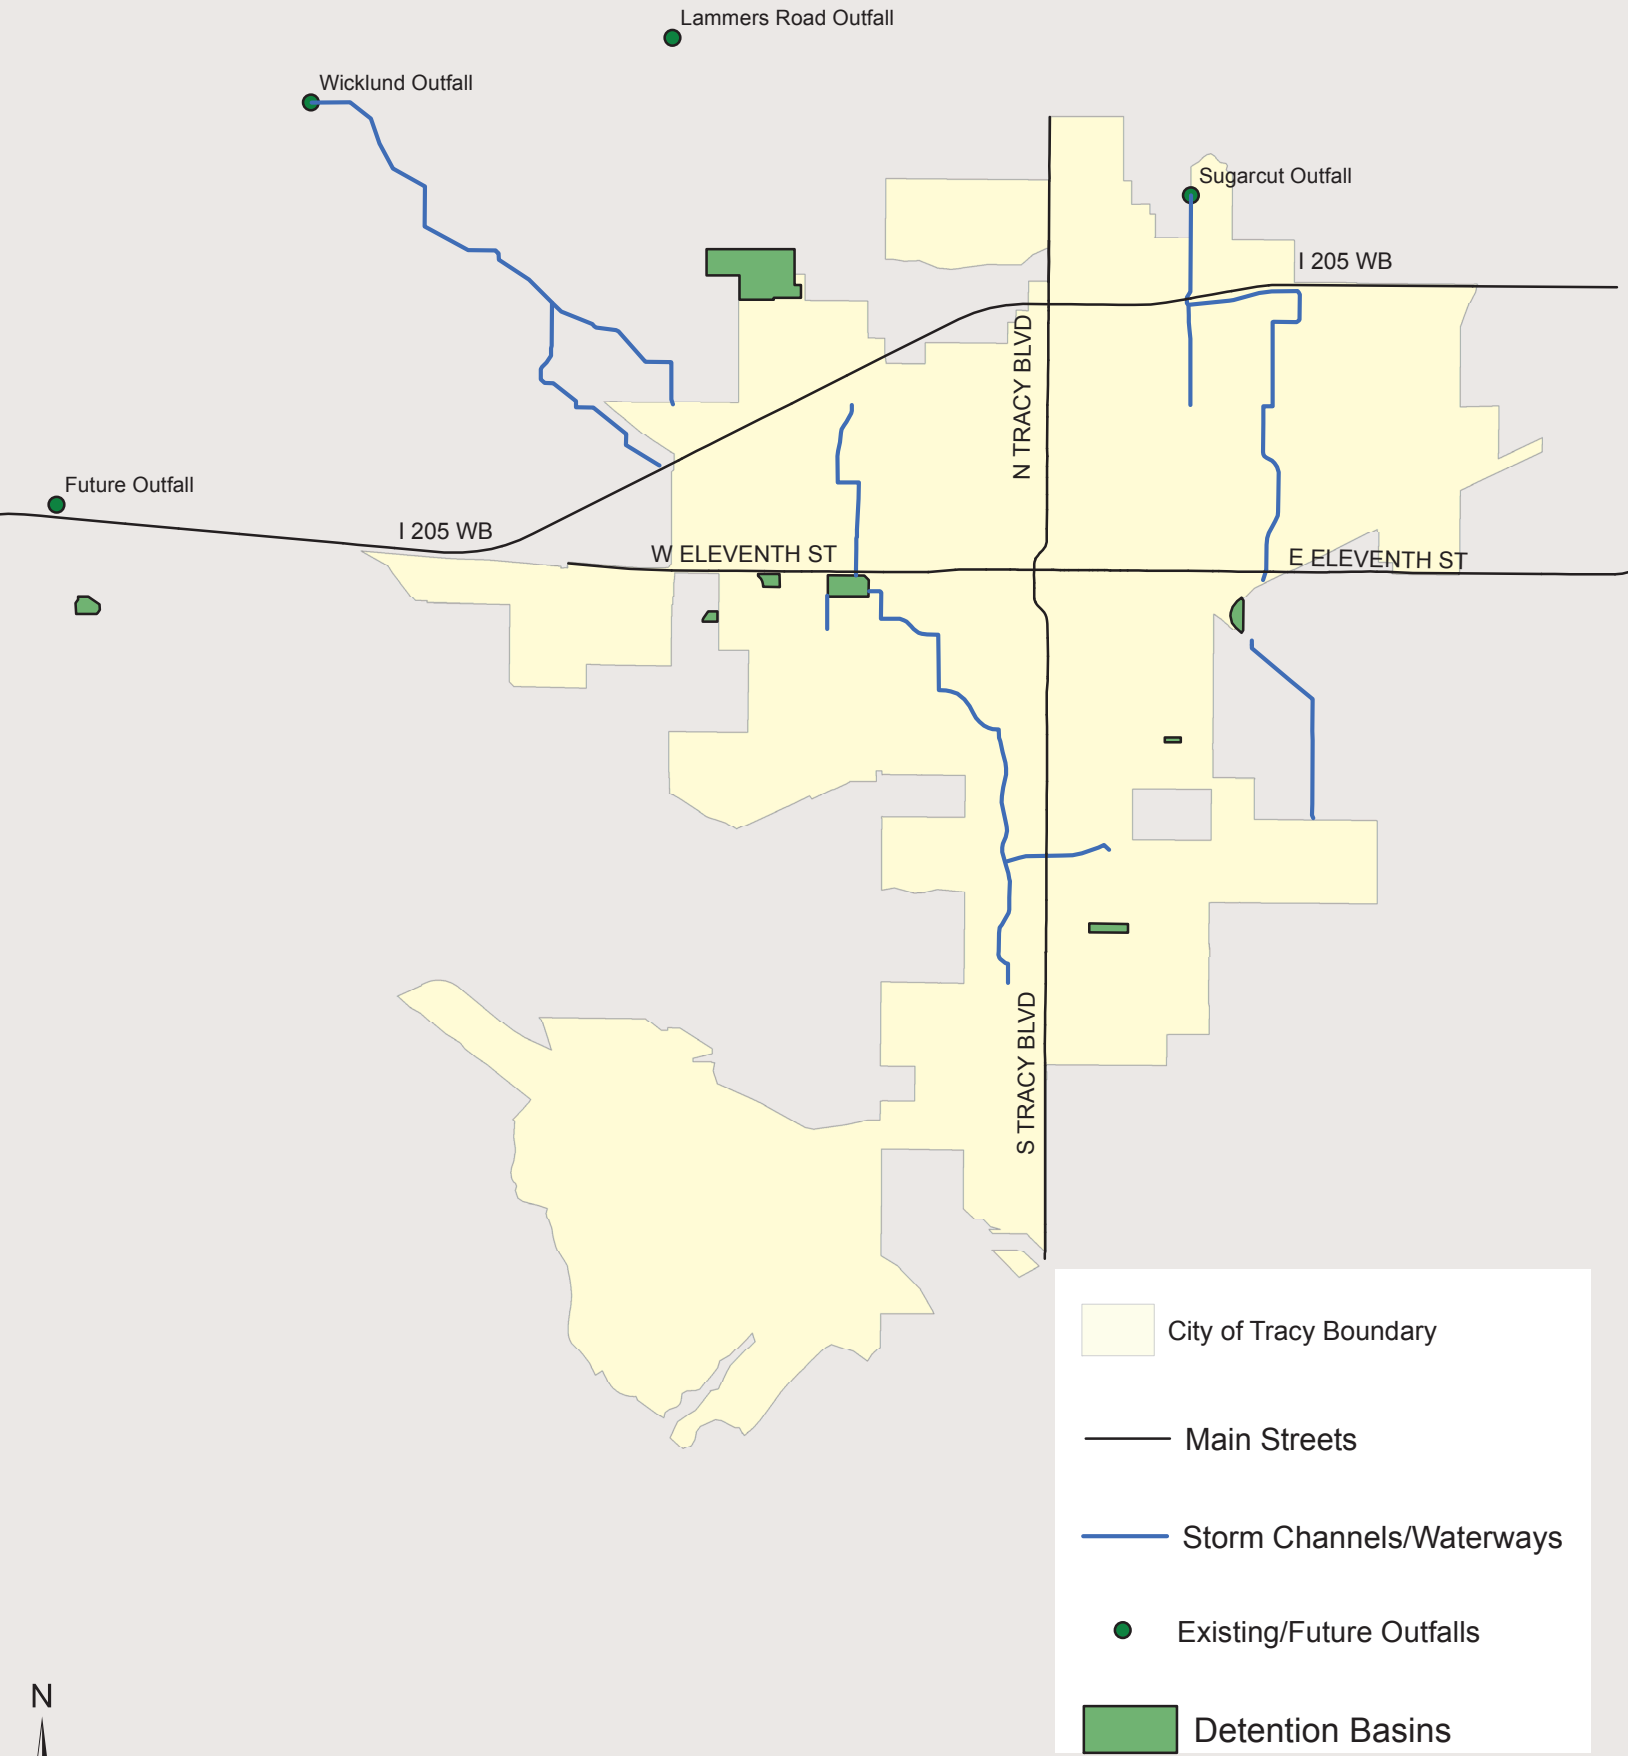 Lammers Road Outfall
Wicklund Outfall
Sugarcut Outfall
I 205 WB
N TRACY BLVD
Future Outfall
I 205 WB
W ELEVENTH ST
E ELEVENTH ST
S TRACY BLVD
City of Tracy Boundary
Main Streets
Storm Channels/Waterways
Existing/Future Outfalls
N
Detention Basins